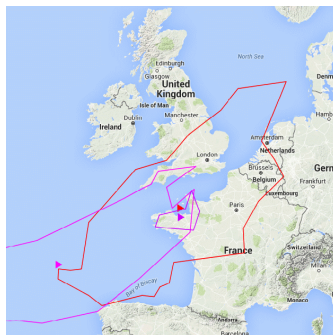 North Sea
Edinburgh
Glasgow
United
Kingdom
Isle of Man
Dublin
Ireland
Manchester
London
Amsterdam
Netherlands
Brussels
Belgium
Luxembourg
Frankfurt
Paris
France
Switzerland
Monaco
Bay of Biscay
Andorra